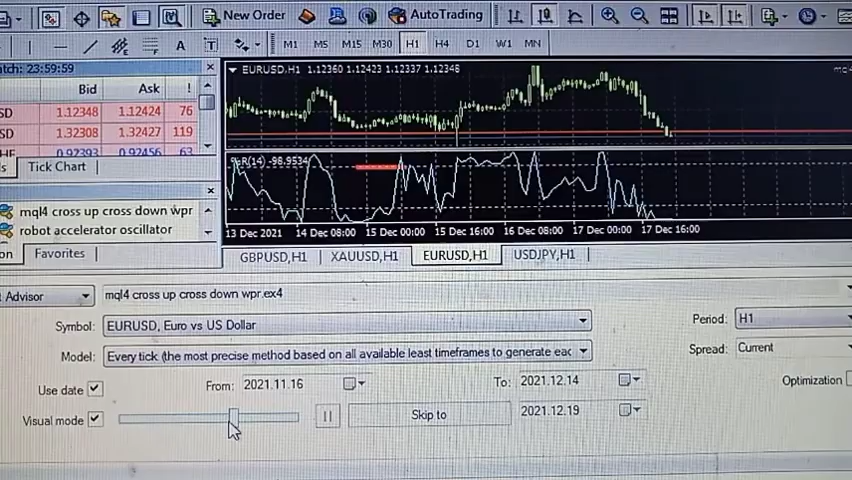 New Order
AutoTrading
A T
M1 M5 M15 M30 H1 H4 D1 W1 MN
23:59:59
EURUSD,H1 1.12360 1.12423 1.12337 1.12348
Bid Ask !
1.12348 1.12424 76
1.32308 1.32427 119
0.92393 0.92456 63
Tick Chart
%R(14) -98.9534
mql4 cross up cross down wpr
robot accelerator oscillator
13 Dec 2021 14 Dec 08:00 15 Dec 00:00 15 Dec 16:00 16 Dec 08:00 17 Dec 00:00 17 Dec 16:00
Favorites
GBPUSD,H1 XAUUSD,H1 EURUSD,H1 USDJPY,H1
Advisor
mql4 cross up cross down wpr.ex4
Symbol: EURUSD, Euro vs US Dollar
Period: H1
Model: Every tick (the most precise method based on all available least timeframes to generate eac
Spread: Current
Use date From: 2021.11.16 To: 2021.12.14
Optimization
Visual mode Skip to 2021.12.19